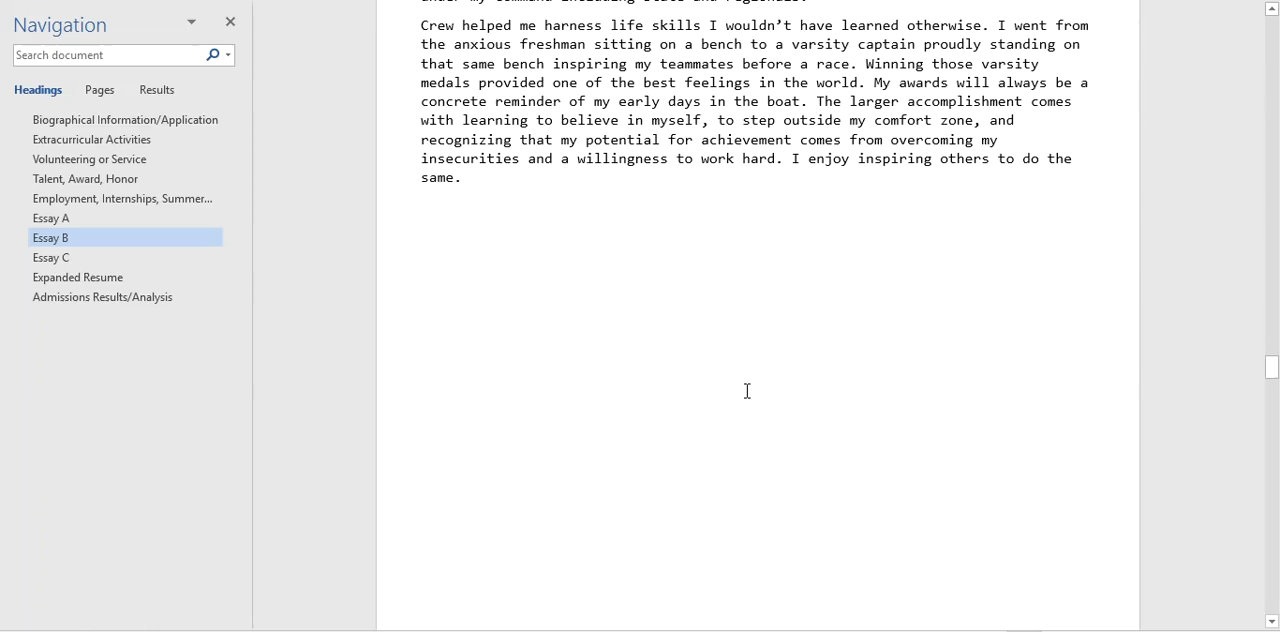 Navigation
Search document
Headings Pages Results
Biographical Information/Application
Extracurricular Activities
Volunteering or Service
Talent, Award, Honor
Employment, Internships, Summer...
Essay A
Essay B
Essay C
Expanded Resume
Admissions Results/Analysis
Crew helped me harness life skills I wouldn’t have learned otherwise. I went from
the anxious freshman sitting on a bench to a varsity captain proudly standing on
that same bench inspiring my teammates before a race. Winning those varsity
medals provided one of the best feelings in the world. My awards will always be a
concrete reminder of my early days in the boat. The larger accomplishment comes
with learning to believe in myself, to step outside my comfort zone, and
recognizing that my potential for achievement comes from overcoming my
insecurities and a willingness to work hard. I enjoy inspiring others to do the
same.